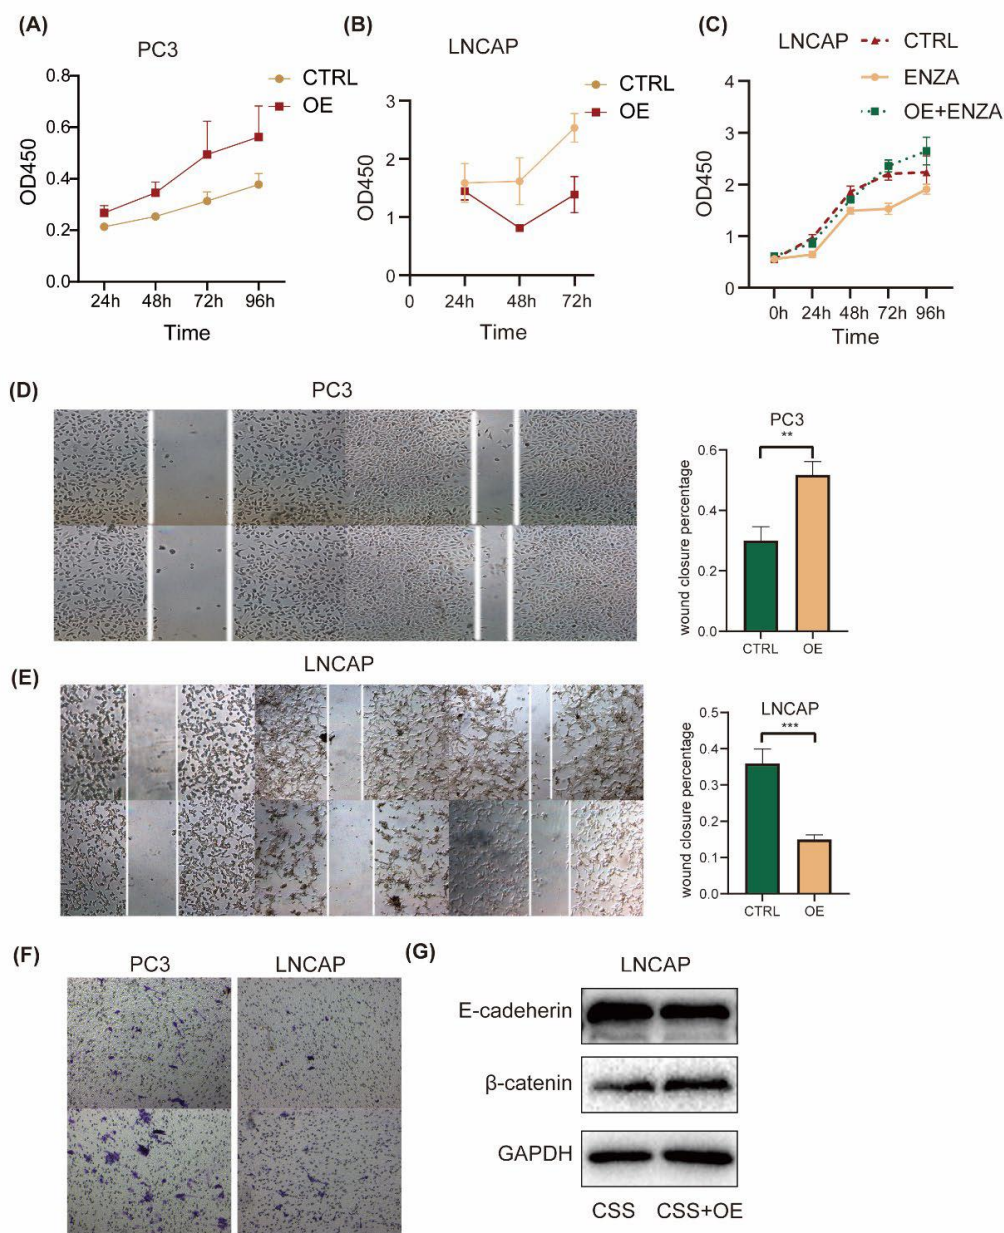 (A)
PC3
CTRL
OE
0.8
0.6
0.4
0.2
0.0
OD450
24h 48h 72h 96h
Time
(B)
LNCAP
CTRL
OE
3
2
1
0
OD450
0 24h 48h 72h
Time
(C)
LNCAP
CTRL
ENZA
OE+ENZA
4
3
2
1
0
OD450
0h 24h 48h 72h 96h
Time
(D)
PC3
PC3
**
0.6
0.4
0.2
0.0
wound closure percentage
CTRL OE
(E)
LNCAP
LNCAP
***
0.5
0.4
0.3
0.2
0.1
0.0
wound closure percentage
CTRL OE
(F)
PC3 LNCAP
(G)
LNCAP
E-cadeherin
β-catenin
GAPDH
CSS CSS+OE